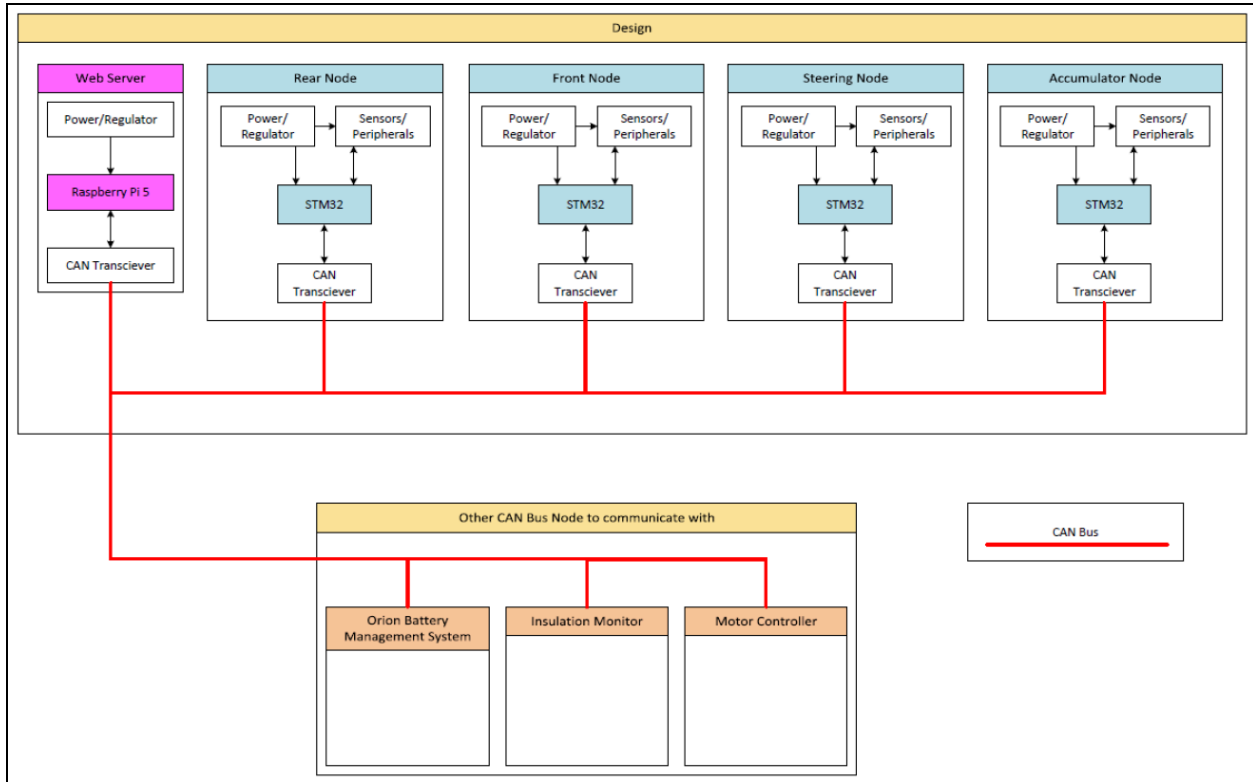 Design
Web Server
Power/Regulator
Raspberry Pi 5
CAN Transciever
Rear Node
Power/
Regulator
Sensors/
Peripherals
STM32
CAN
Transciever
Front Node
Power/
Regulator
Sensors/
Peripherals
STM32
CAN
Transciever
Steering Node
Power/
Regulator
Sensors/
Peripherals
STM32
CAN
Transciever
Accumulator Node
Power/
Regulator
Sensors/
Peripherals
STM32
CAN
Transciever
Other CAN Bus Node to communicate with
Orion Battery
Management System
Insulation Monitor
Motor Controller
CAN Bus